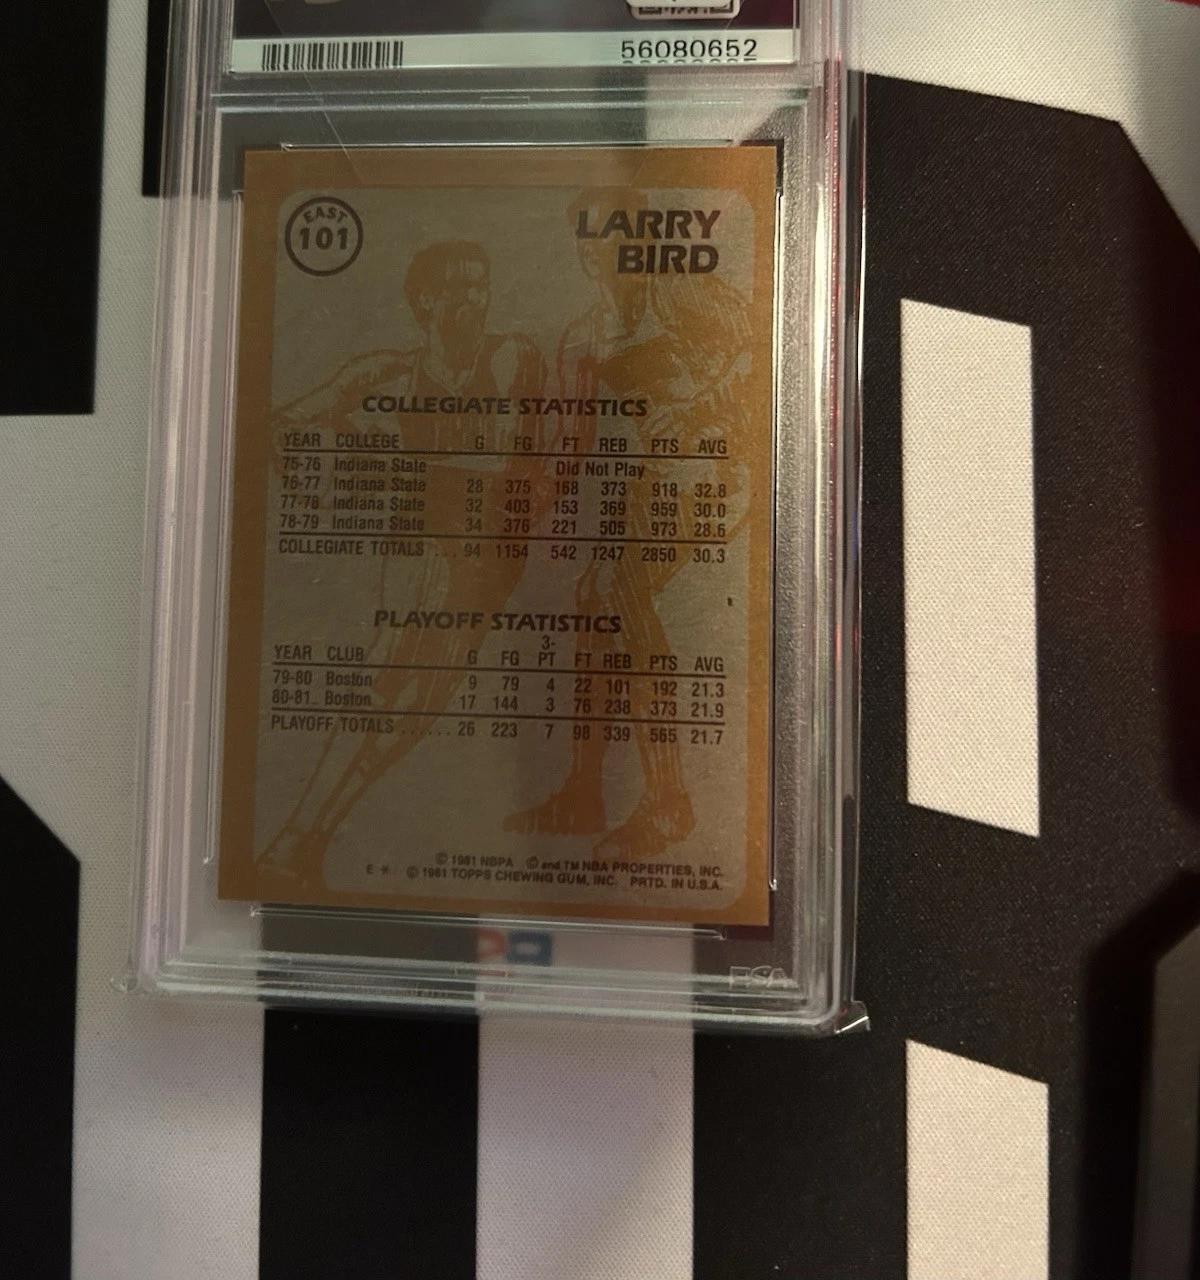 56080652
EAST
101
LARRY
BIRD
COLLEGIATE STATISTICS
YEAR COLLEGE G FG FT REB PTS AVG
75-76 Indiana State Did Not Play
76-77 Indiana State 28 375 168 373 918 32.8
77-78 Indiana State 32 403 153 369 959 30.0
78-79 Indiana State 34 376 221 505 973 28.6
COLLEGIATE TOTALS ... 94 1154 542 1247 2850 30.3
PLAYOFF STATISTICS
3-
YEAR CLUB G FG PT FT REB PTS AVG
79-80 Boston 9 79 4 22 101 192 21.3
80-81 Boston 17 144 3 76 238 373 21.9
PLAYOFF TOTALS ...... 26 223 7 98 339 565 21.7
© 1981 NBPA © and TM NBA PROPERTIES, INC.
E * © 1981 TOPPS CHEWING GUM, INC. PRTD. IN U.S.A.
PSA